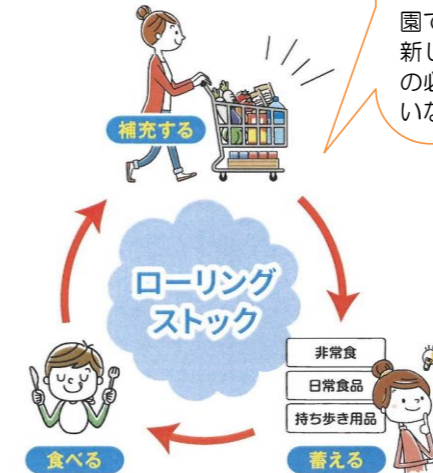 園で
新し
の必
いな
補充する
ローリング
ストック
非常食
日常食品
持ち歩き用品
食べる
蓄える